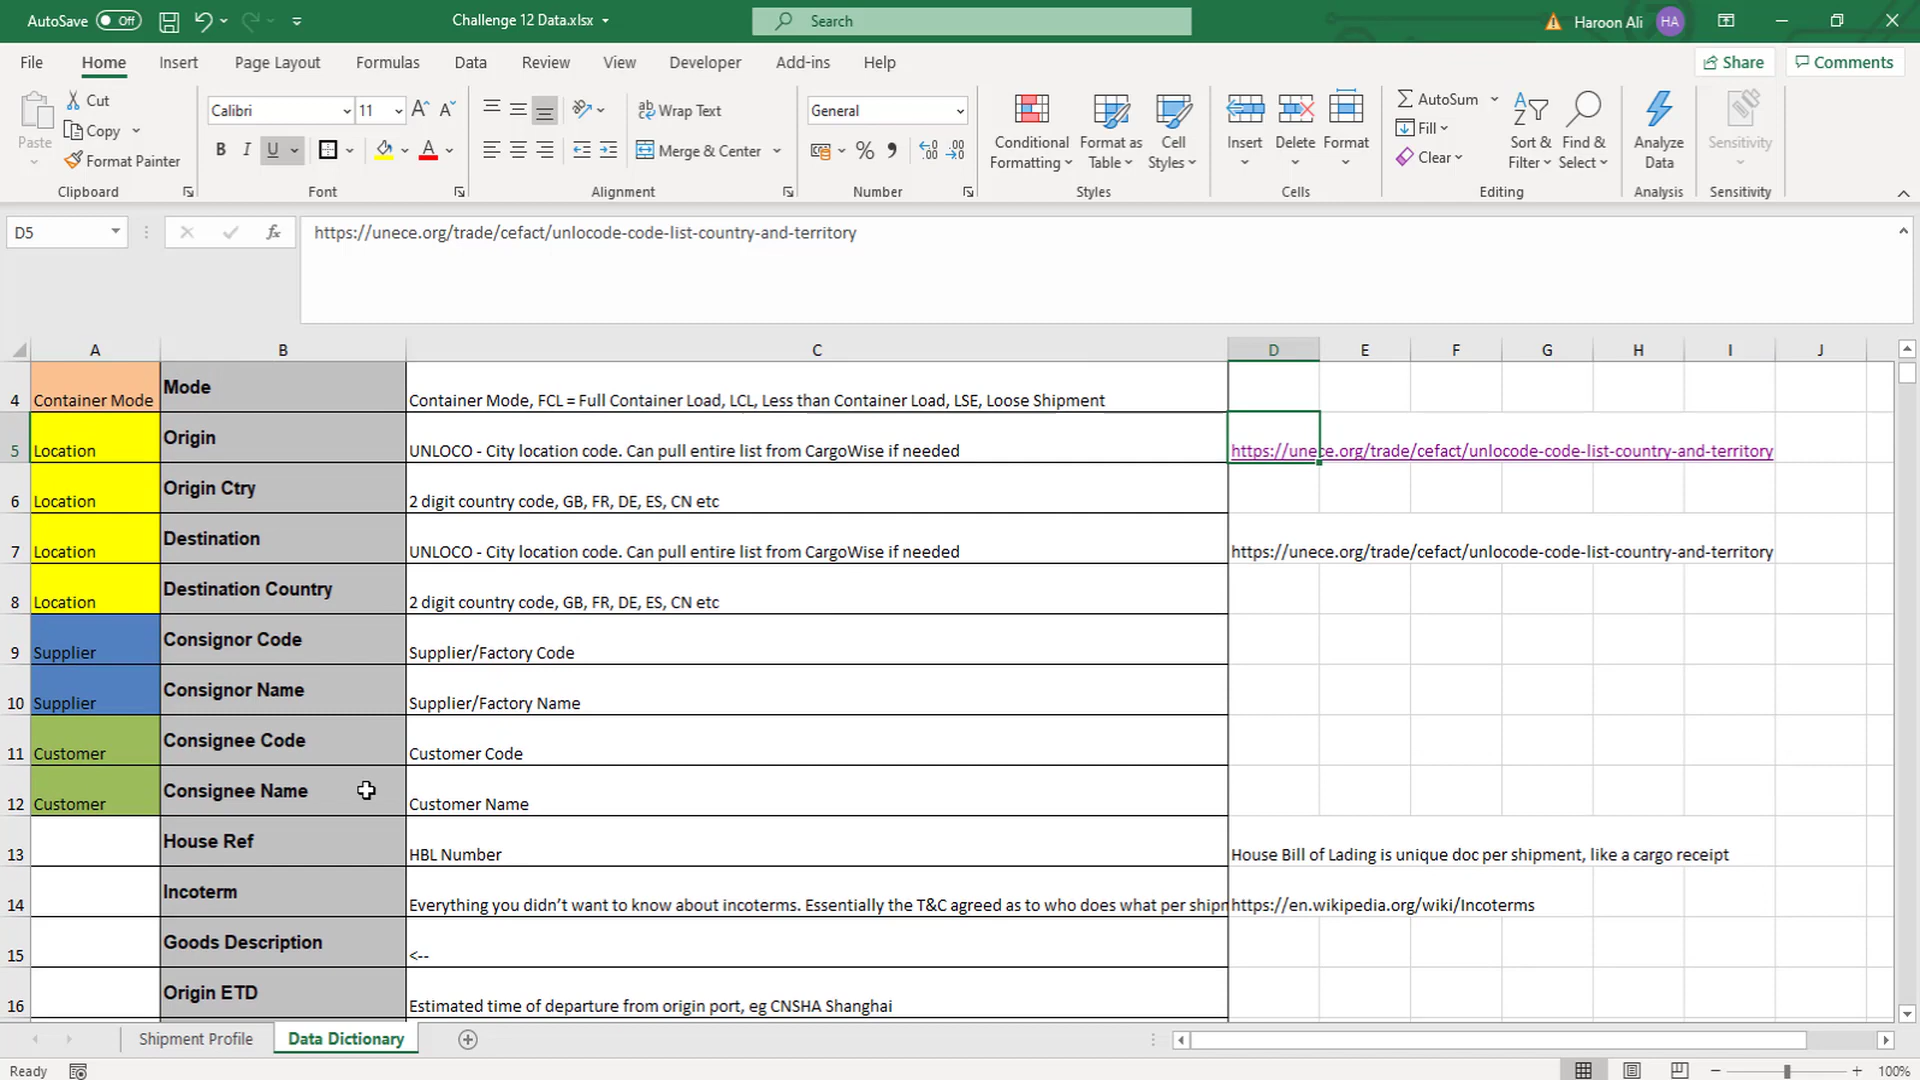 AutoSave Off Challenge 12 Data.xlsx Search Haroon Ali HA
File Home Insert Page Layout Formulas Data Review View Developer Add-ins Help Share Comments
Paste Cut Copy Format Painter Clipboard
Calibri 11 A^ Aˇ B I U A Font
ab Wrap Text Merge & Center Alignment
General % , .00 Number
Conditional Formatting Format as Table Cell Styles Styles
Insert Delete Format Cells
AutoSum Fill Clear Sort & Filter Find & Select Editing
Analyze Data Analysis
Sensitivity Sensitivity
D5 fx https://unece.org/trade/cefact/unlocode-code-list-country-and-territory
A B C D E F G H I J
4 Container Mode Mode Container Mode, FCL = Full Container Load, LCL, Less than Container Load, LSE, Loose Shipment
5 Location Origin UNLOCO - City location code. Can pull entire list from CargoWise if needed https://unece.org/trade/cefact/unlocode-code-list-country-and-territory
6 Location Origin Ctry 2 digit country code, GB, FR, DE, ES, CN etc
7 Location Destination UNLOCO - City location code. Can pull entire list from CargoWise if needed https://unece.org/trade/cefact/unlocode-code-list-country-and-territory
8 Location Destination Country 2 digit country code, GB, FR, DE, ES, CN etc
9 Supplier Consignor Code Supplier/Factory Code
10 Supplier Consignor Name Supplier/Factory Name
11 Customer Consignee Code Customer Code
12 Customer Consignee Name Customer Name
13 House Ref HBL Number House Bill of Lading is unique doc per shipment, like a cargo receipt
14 Incoterm Everything you didn't want to know about incoterms. Essentially the T&C agreed as to who does what per shipm https://en.wikipedia.org/wiki/Incoterms
15 Goods Description <--
16 Origin ETD Estimated time of departure from origin port, eg CNSHA Shanghai
Shipment Profile Data Dictionary
Ready 100%